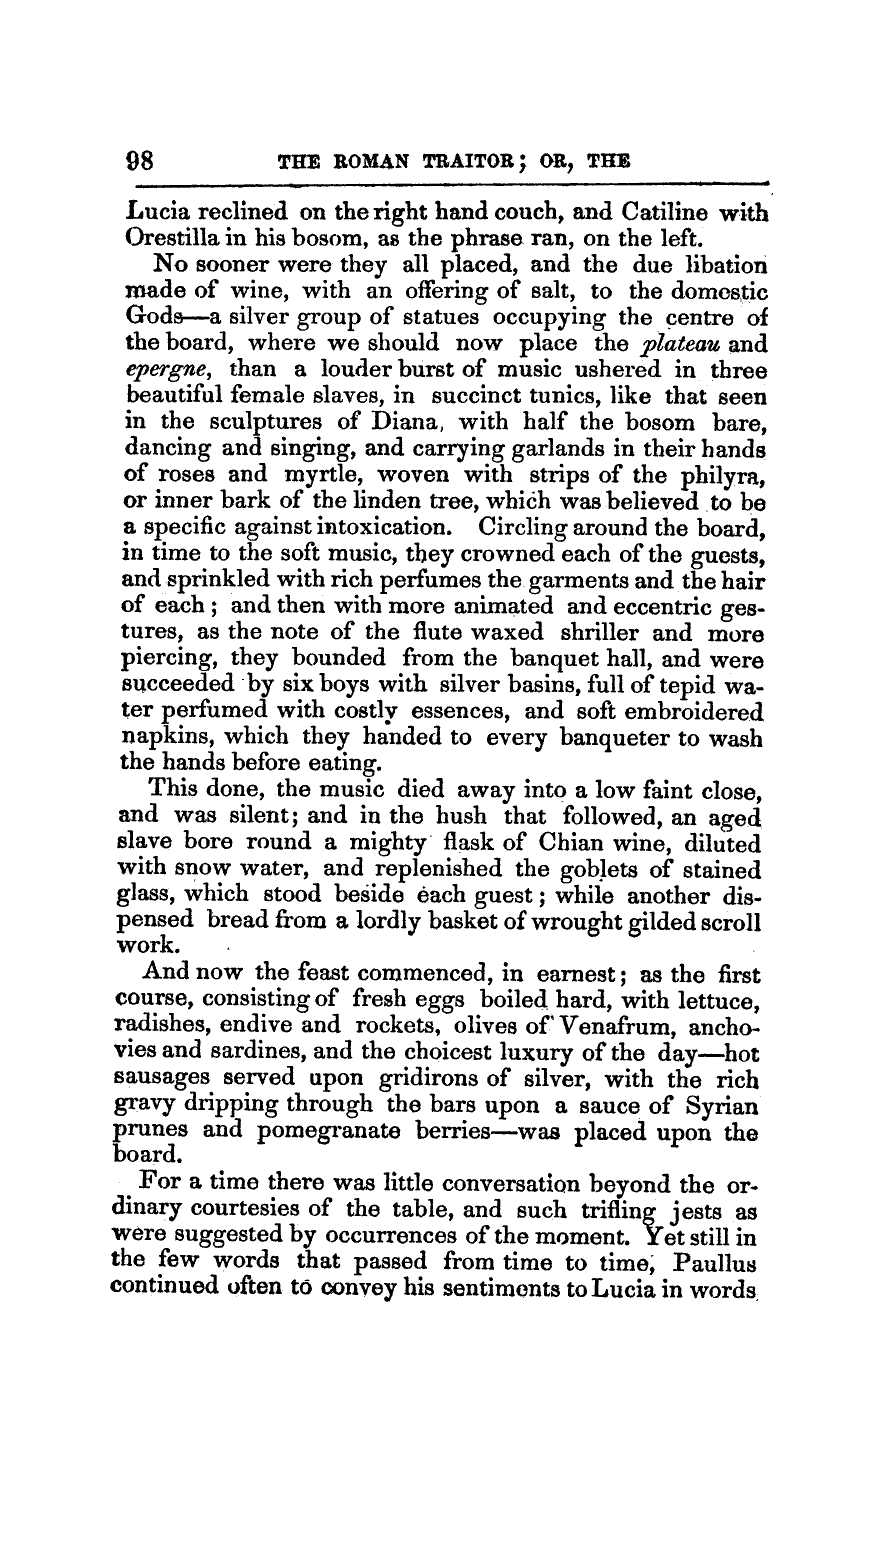 98 THE ROMAN TRAITOR; OR, THE
Lucia reclined on the right hand couch, and Catiline with
Orestilla in his bosom, as the phrase ran, on the left.
No sooner were they all placed, and the due libation
made of wine, with an offering of salt, to the domestic
Gods—a silver group of statues occupying the centre of
the board, where we should now place the plateau and
epergne, than a louder burst of music ushered in three
beautiful female slaves, in succinct tunics, like that seen
in the sculptures of Diana, with half the bosom bare,
dancing and singing, and carrying garlands in their hands
of roses and myrtle, woven with strips of the philyra,
or inner bark of the linden tree, which was believed to be
a specific against intoxication. Circling around the board,
in time to the soft music, they crowned each of the guests,
and sprinkled with rich perfumes the garments and the hair
of each; and then with more animated and eccentric ges-
tures, as the note of the flute waxed shriller and more
piercing, they bounded from the banquet hall, and were
succeeded by six boys with silver basins, full of tepid wa-
ter perfumed with costly essences, and soft embroidered
napkins, which they handed to every banqueter to wash
the hands before eating.
This done, the music died away into a low faint close,
and was silent; and in the hush that followed, an aged
slave bore round a mighty flask of Chian wine, diluted
with snow water, and replenished the goblets of stained
glass, which stood beside each guest; while another dis-
pensed bread from a lordly basket of wrought gilded scroll
work.
And now the feast commenced, in earnest; as the first
course, consisting of fresh eggs boiled hard, with lettuce,
radishes, endive and rockets, olives of Venafrum, ancho-
vies and sardines, and the choicest luxury of the day—hot
sausages served upon gridirons of silver, with the rich
gravy dripping through the bars upon a sauce of Syrian
prunes and pomegranate berries—was placed upon the
board.
For a time there was little conversation beyond the or-
dinary courtesies of the table, and such trifling jests as
were suggested by occurrences of the moment. Yet still in
the few words that passed from time to time, Paullus
continued often to convey his sentiments to Lucia in words